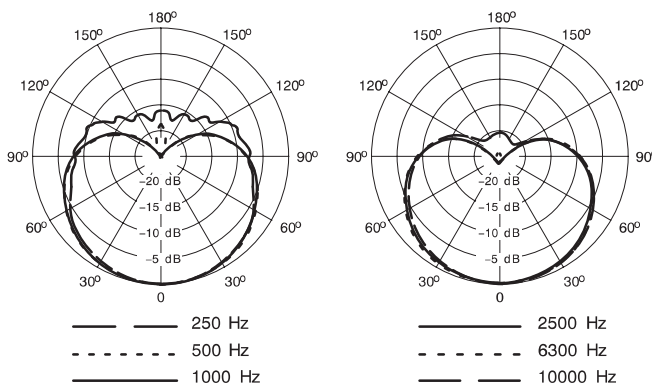 180° 180°
150° 150° 150° 150°
120° 120° 120° 120°
90° 90° 90° 90°
–20 dB –20 dB
–15 dB –15 dB
60° 60° 60° 60°
–10 dB –10 dB
–5 dB –5 dB
30° 30° 30° 30°
0 0
250 Hz 2500 Hz
500 Hz 6300 Hz
1000 Hz 10000 Hz